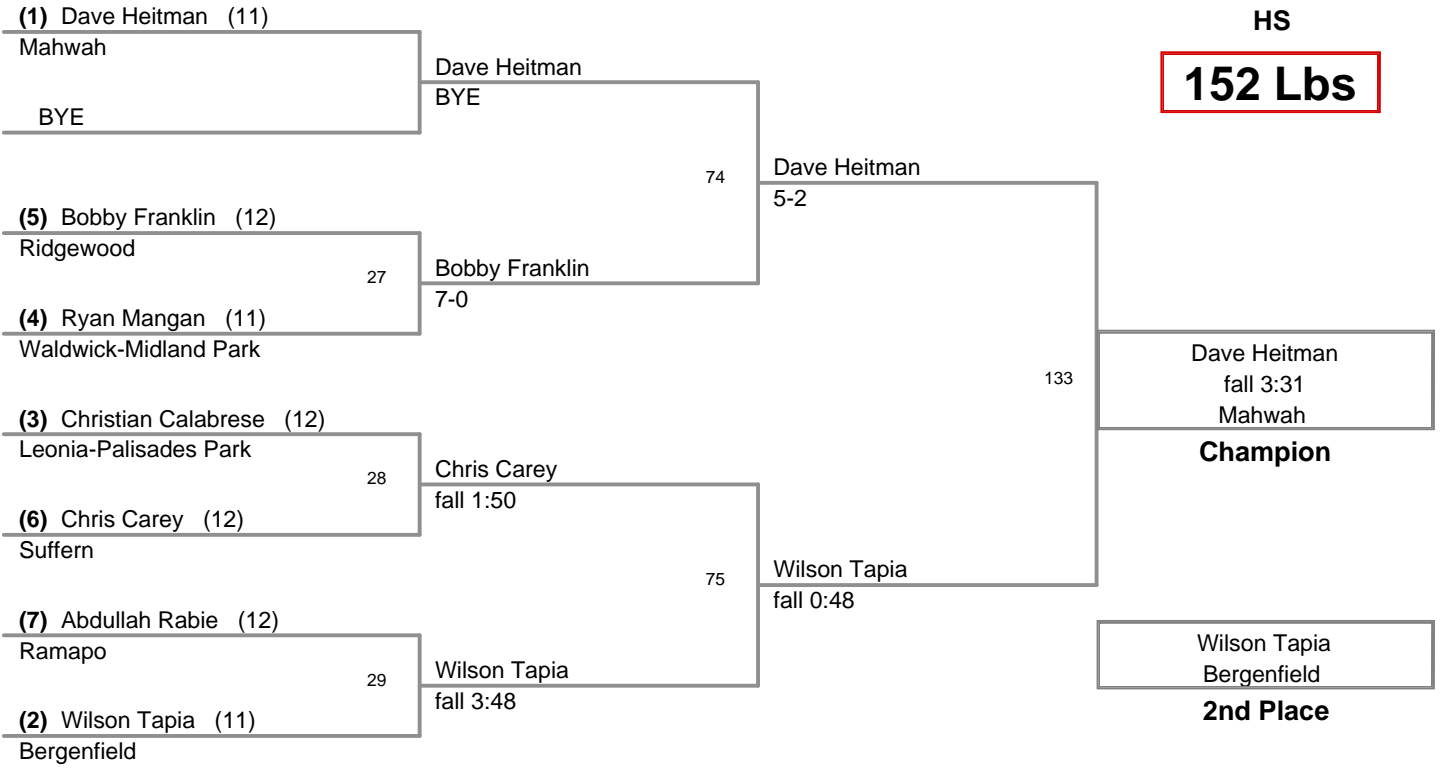 (1) Dave Heitman (11)
Mahwah
BYE
(5) Bobby Franklin (12)
Ridgewood
27
(4) Ryan Mangan (11)
Waldwick-Midland Park
(3) Christian Calabrese (12)
Leonia-Palisades Park
28
(6) Chris Carey (12)
Suffern
(7) Abdullah Rabie (12)
Ramapo
29
(2) Wilson Tapia (11)
Bergenfield
Dave Heitman
BYE
74
Bobby Franklin
7-0
Chris Carey
fall 1:50
75
Wilson Tapia
fall 3:48
Dave Heitman
5-2
133
Wilson Tapia
fall 0:48
HS
152 Lbs
Dave Heitman
fall 3:31
Mahwah
Champion
Wilson Tapia
Bergenfield
2nd Place